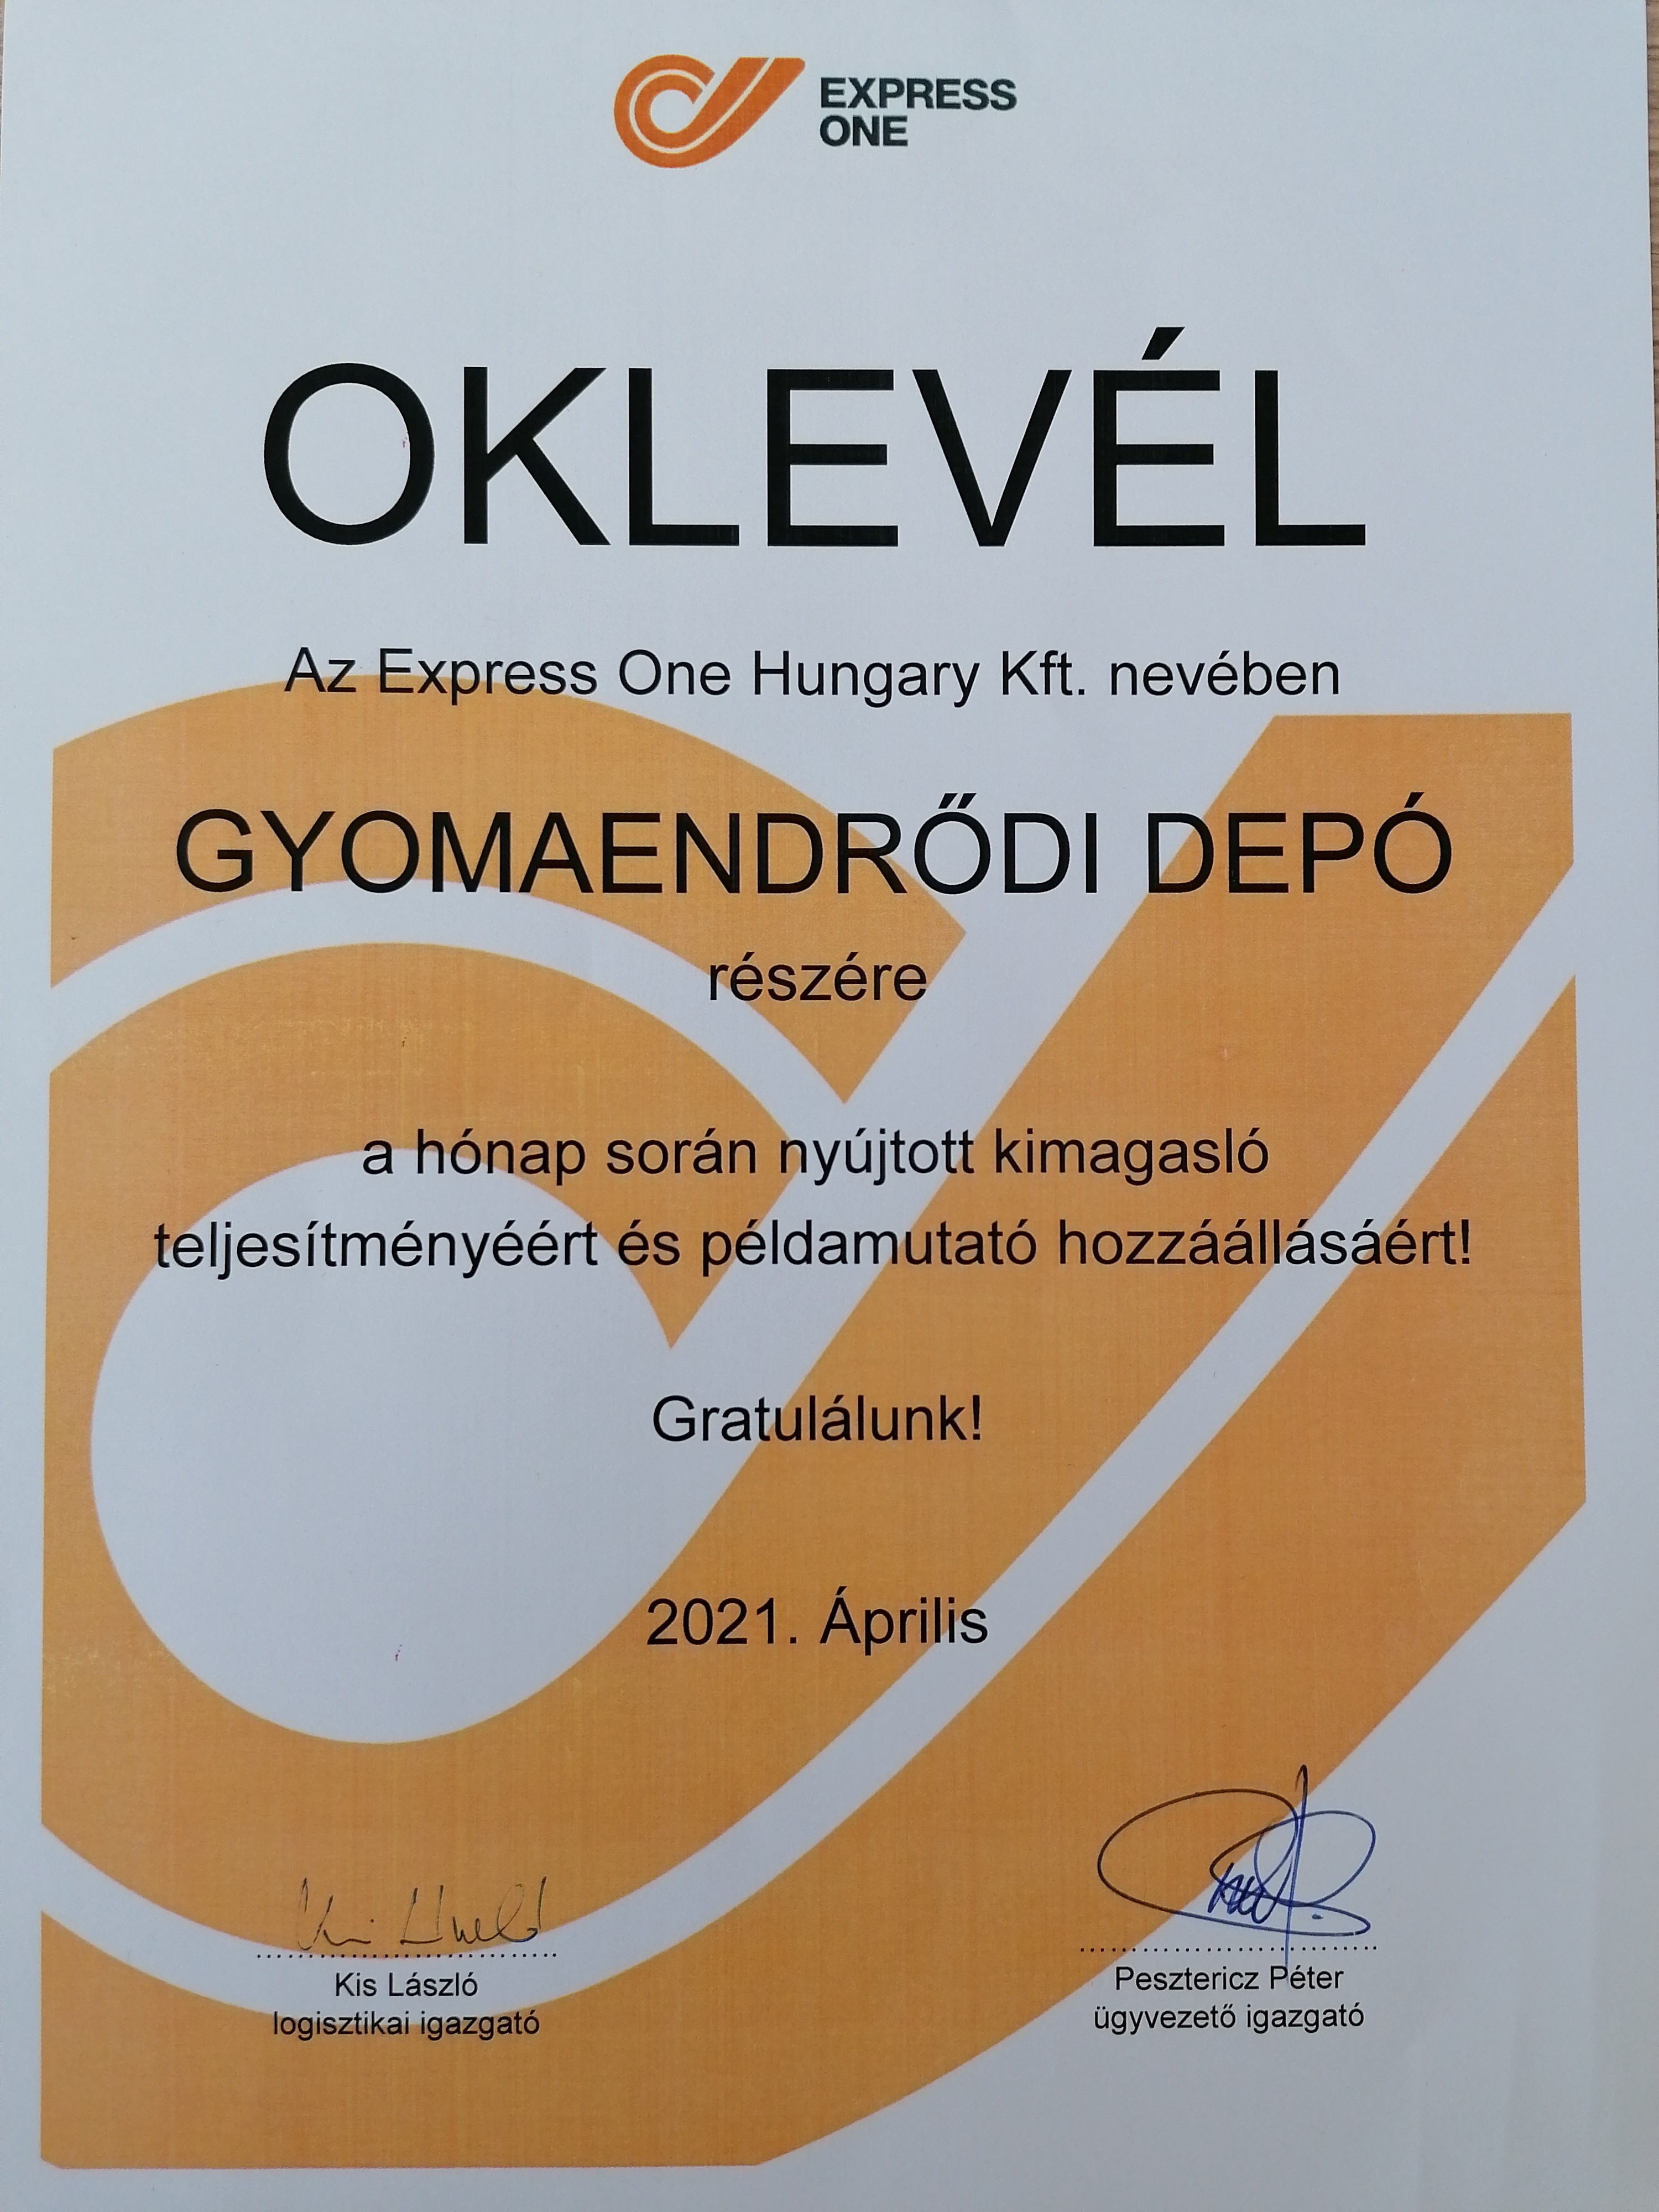 EXPRESS
ONE
OKLEVÉL
Az Express One Hungary Kft. nevében
GYOMAENDRŐDI DEPÓ
részére
a hónap során nyújtott kimagasló
teljesítményéért és példamutató hozzáállásáért!
Gratulálunk!
2021. Április
Kis László
logisztikai igazgató
Pesztericz Péter
ügyvezető igazgató